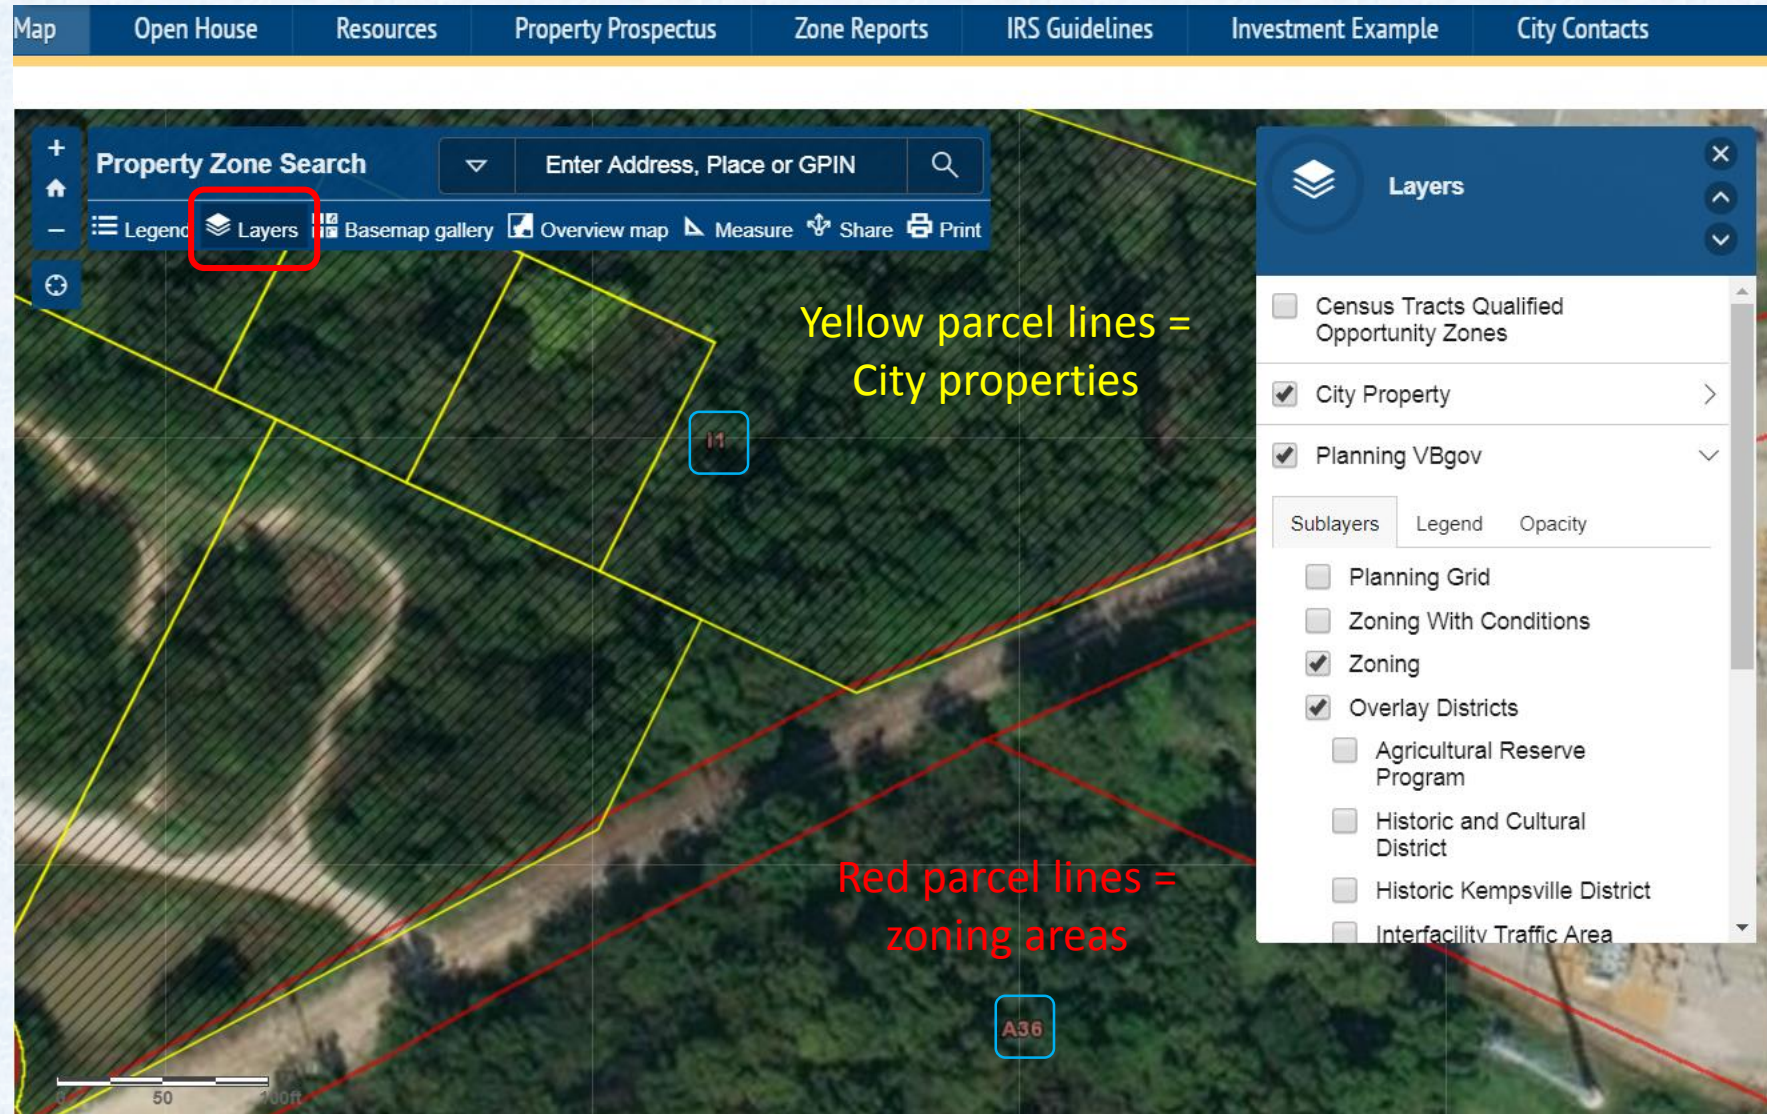 Map Open House Resources Property Prospectus Zone Reports IRS Guidelines Investment Example City Contacts
Property Zone Search Enter Address, Place or GPIN
Legend Layers Basemap gallery Overview map Measure Share Print
Layers
Census Tracts Qualified
Opportunity Zones
City Property
Planning VBgov
Sublayers Legend Opacity
Planning Grid
Zoning With Conditions
Zoning
Overlay Districts
Agricultural Reserve
Program
Historic and Cultural
District
Historic Kempsville District
Interfacility Traffic Area
Yellow parcel lines =
City properties
I1
Red parcel lines =
zoning areas
A36
0 50 100ft